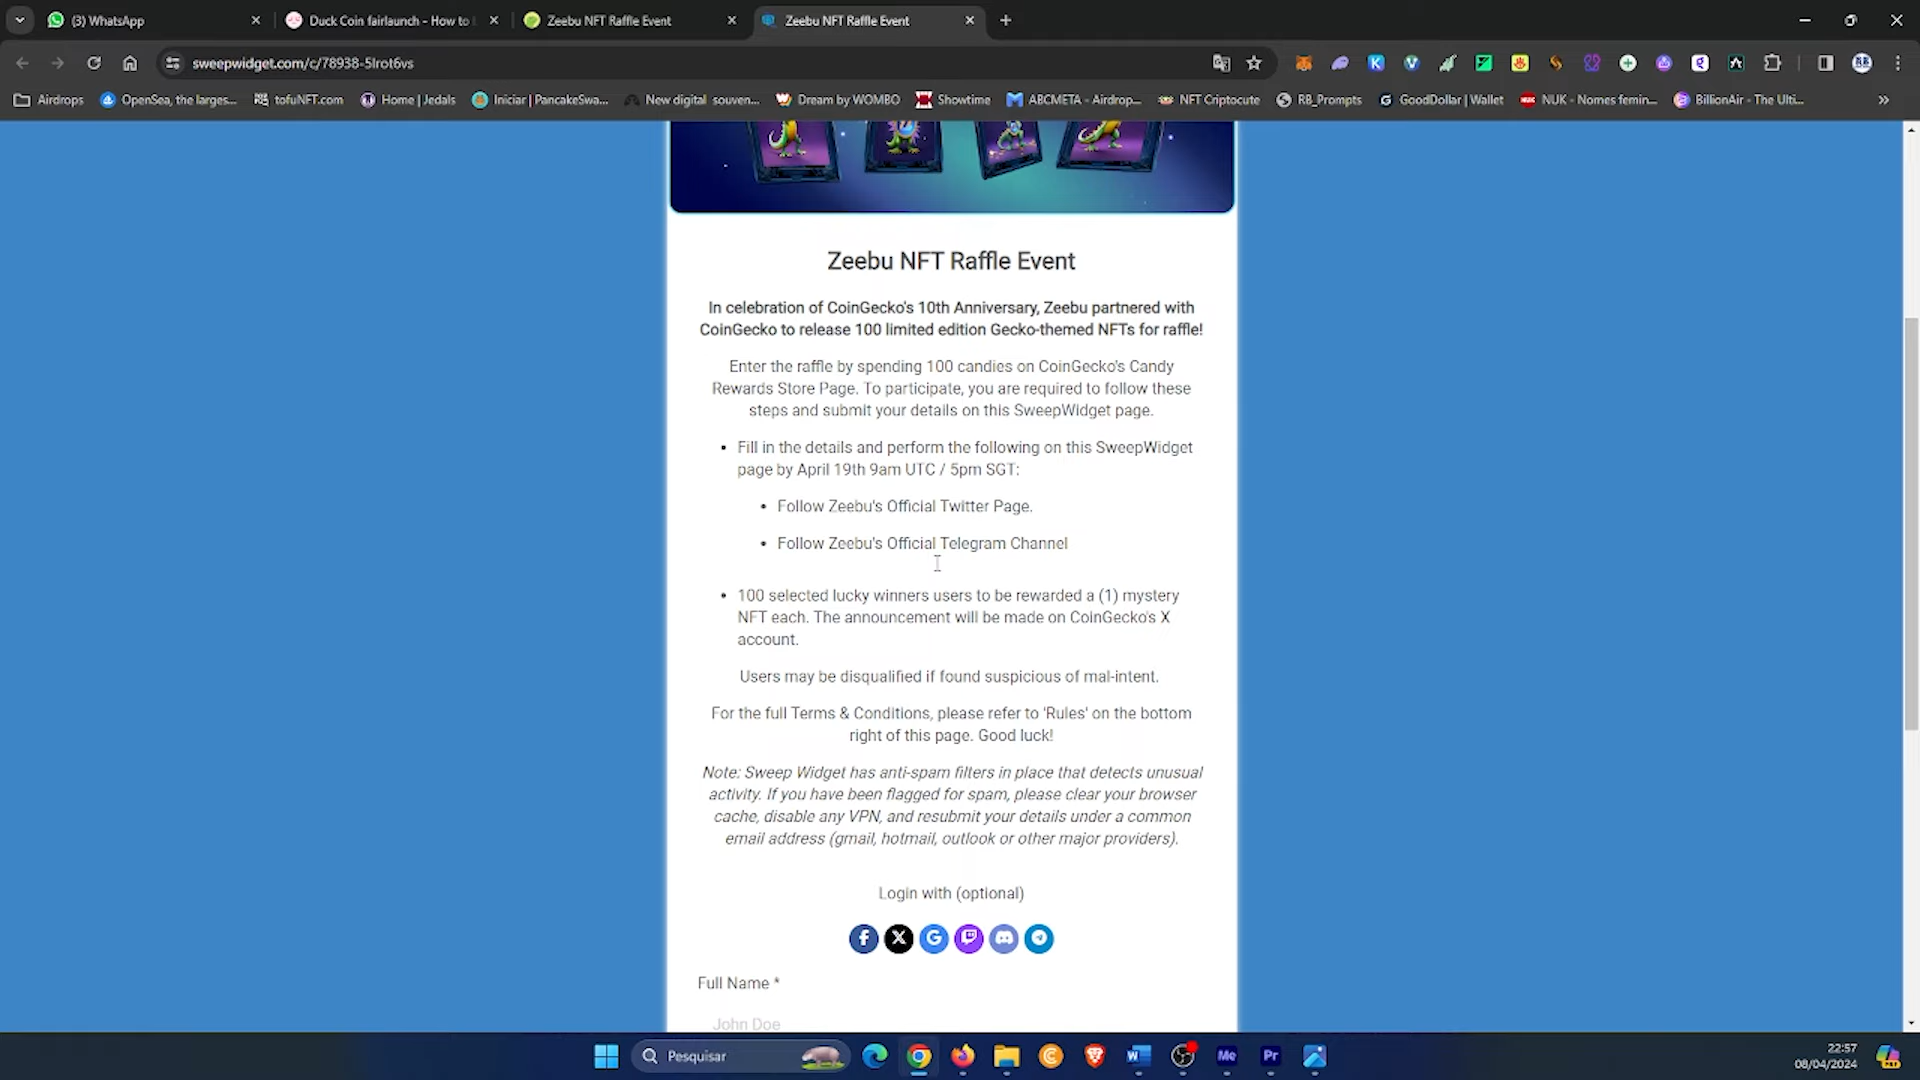 (3) WhatsApp
Duck Coin fairlaunch - How to
Zeebu NFT Raffle Event
Zeebu NFT Raffle Event
sweepwidget.com/c/78938-5lrot6vs
Airdrops
OpenSea, the larges...
tofuNFT.com
Home | Jedals
Iniciar | PancakeSwa...
New digital souven...
Dream by WOMBO
Showtime
ABCMETA - Airdrop...
NFT Criptocute
RB_Prompts
GoodDollar | Wallet
NUK - Nomes femin...
BillionAir - The Ulti...
Zeebu NFT Raffle Event
In celebration of CoinGecko's 10th Anniversary, Zeebu partnered with
CoinGecko to release 100 limited edition Gecko-themed NFTs for raffle!
Enter the raffle by spending 100 candies on CoinGecko's Candy
Rewards Store Page. To participate, you are required to follow these
steps and submit your details on this SweepWidget page.
• Fill in the details and perform the following on this SweepWidget
page by April 19th 9am UTC / 5pm SGT:
• Follow Zeebu's Official Twitter Page.
• Follow Zeebu's Official Telegram Channel
• 100 selected lucky winners users to be rewarded a (1) mystery
NFT each. The announcement will be made on CoinGecko's X
account.
Users may be disqualified if found suspicious of mal-intent.
For the full Terms & Conditions, please refer to 'Rules' on the bottom
right of this page. Good luck!
Note: Sweep Widget has anti-spam filters in place that detects unusual
activity. If you have been flagged for spam, please clear your browser
cache, disable any VPN, and resubmit your details under a common
email address (gmail, hotmail, outlook or other major providers).
Login with (optional)
Full Name *
John Doe
Pesquisar
22:57
08/04/2024